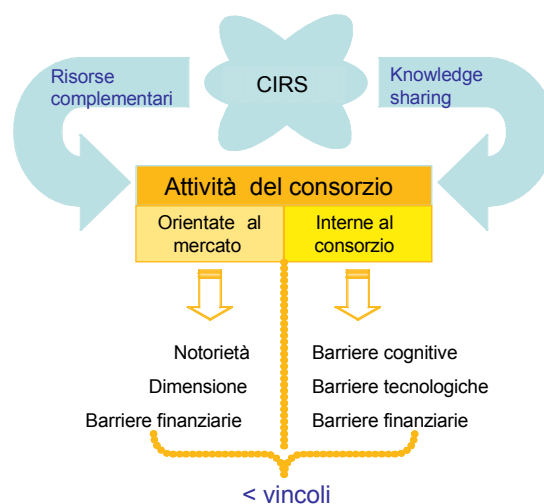 Risorse
complementari
CIRS
Knowledge
sharing
Attività del consorzio
Orientate al
mercato
Interne al
consorzio
Notorietà
Dimensione
Barriere finanziarie
Barriere cognitive
Barriere tecnologiche
Barriere finanziarie
< vincoli